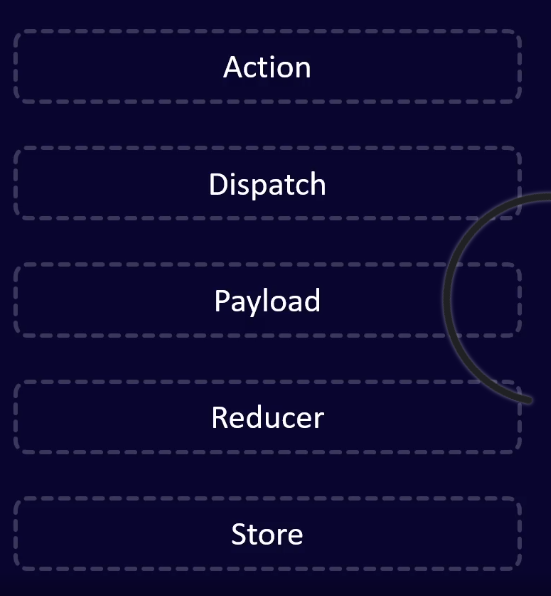 Action
Dispatch
Payload
Reducer
Store